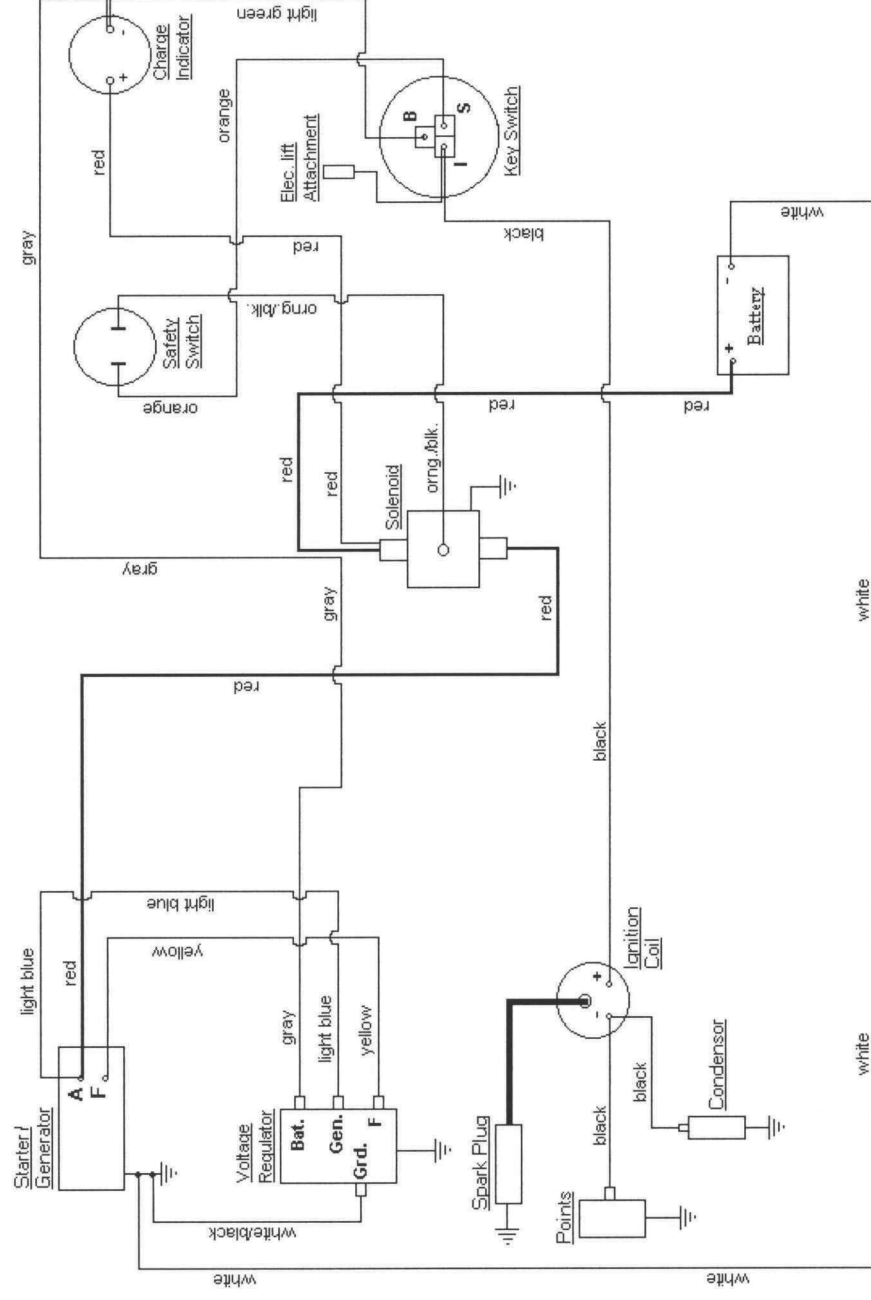 light green
gray
Charge
Indicator
-
+
red
orange
B
S
I
Key Switch
Elec. lift
Attachment
gray
red
black
white
Safety
Switch
orng./blk.
orange
-
+
Battery
red
red
red
red
Solenoid
orng./blk.
gray
gray
red
red
black
white
light blue
red
light blue
yellow
Starter/
Generator
A
F
gray
light blue
yellow
Voltage
Regulator
Bat.
Gen.
F
Grd.
white/black
Ignition
Coil
+
-
Spark Plug
black
black
Condensor
Points
white
white
white